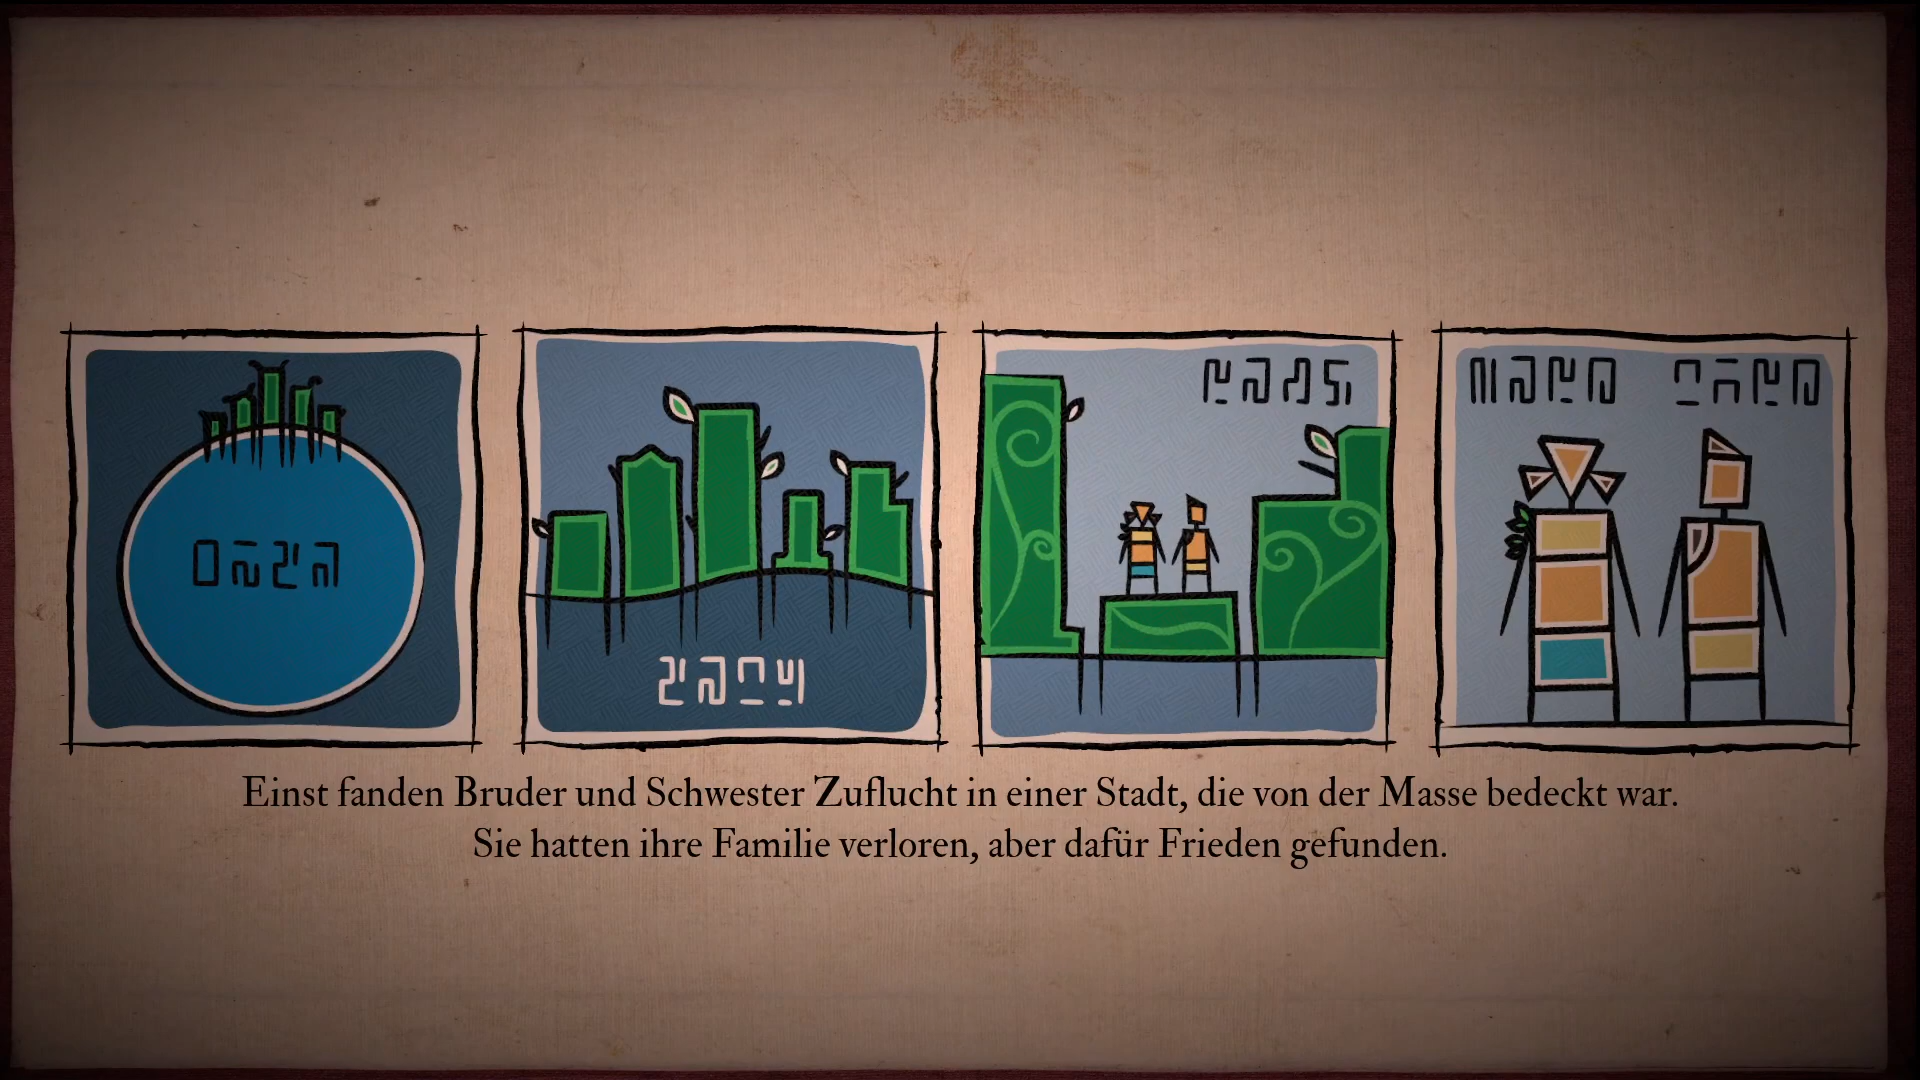 Einst fanden Bruder und Schwester Zuflucht in einer Stadt, die von der Masse bedeckt war.
Sie hatten ihre Familie verloren, aber dafür Frieden gefunden.